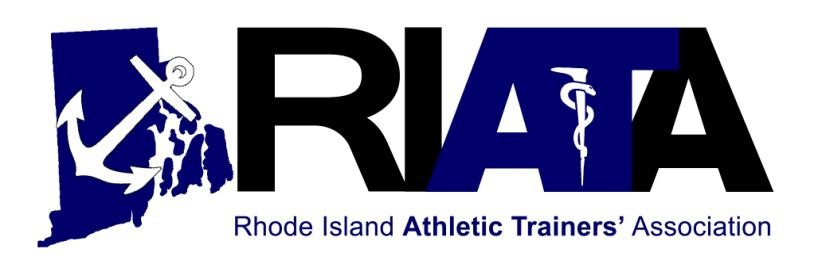 RIATA
Rhode Island Athletic Trainers’ Association